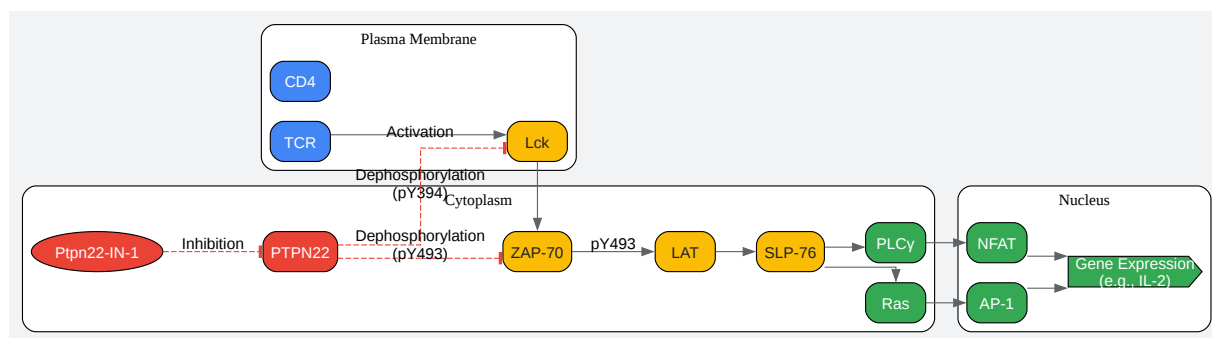 Plasma Membrane
CD4
TCR
Activation
Lck
Dephosphorylation
(pY394)
Cytoplasm
Ptpn22-IN-1
Inhibition
PTPN22
Dephosphorylation
(pY493)
ZAP-70
pY493
LAT
SLP-76
PLCγ
Ras
Nucleus
NFAT
AP-1
Gene Expression
(e.g., IL-2)